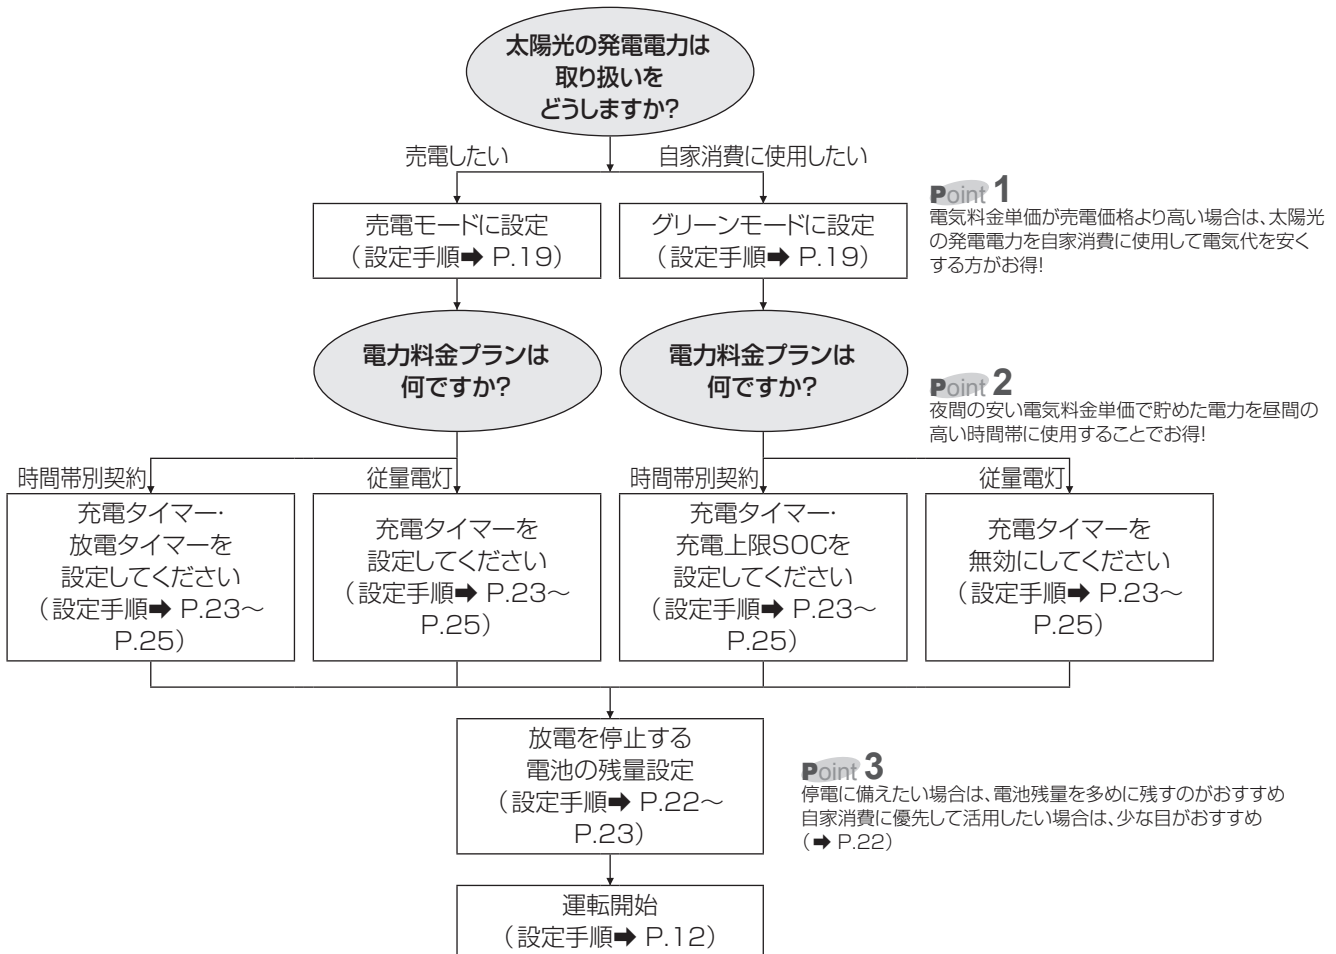 太陽光の発電電力は
取り扱いを
どうしますか?
売電したい
自家消費に使用したい
売電モードに設定
（設定手順➡ P.19）
グリーンモードに設定
（設定手順➡ P.19）
Point 1
電気料金単価が売電価格より高い場合は、太陽光
の発電電力を自家消費に使用して電気代を安く
する方がお得!
電力料金プランは
何ですか?
電力料金プランは
何ですか?
Point 2
夜間の安い電気料金単価で貯めた電力を昼間の
高い時間帯に使用することでお得!
時間帯別契約
充電タイマー・
放電タイマーを
設定してください
（設定手順➡ P.23～
P.25）
従量電灯
充電タイマーを
設定してください
（設定手順➡ P.23～
P.25）
時間帯別契約
充電タイマー・
充電上限SOCを
設定してください
（設定手順➡ P.23～
P.25）
従量電灯
充電タイマーを
無効にしてください
（設定手順➡ P.23～
P.25）
放電を停止する
電池の残量設定
（設定手順➡ P.22～
P.23）
Point 3
停電に備えたい場合は、電池残量を多めに残すのがおすすめ
自家消費に優先して活用したい場合は、少な目がおすすめ
（➡ P.22）
運転開始
（設定手順➡ P.12）